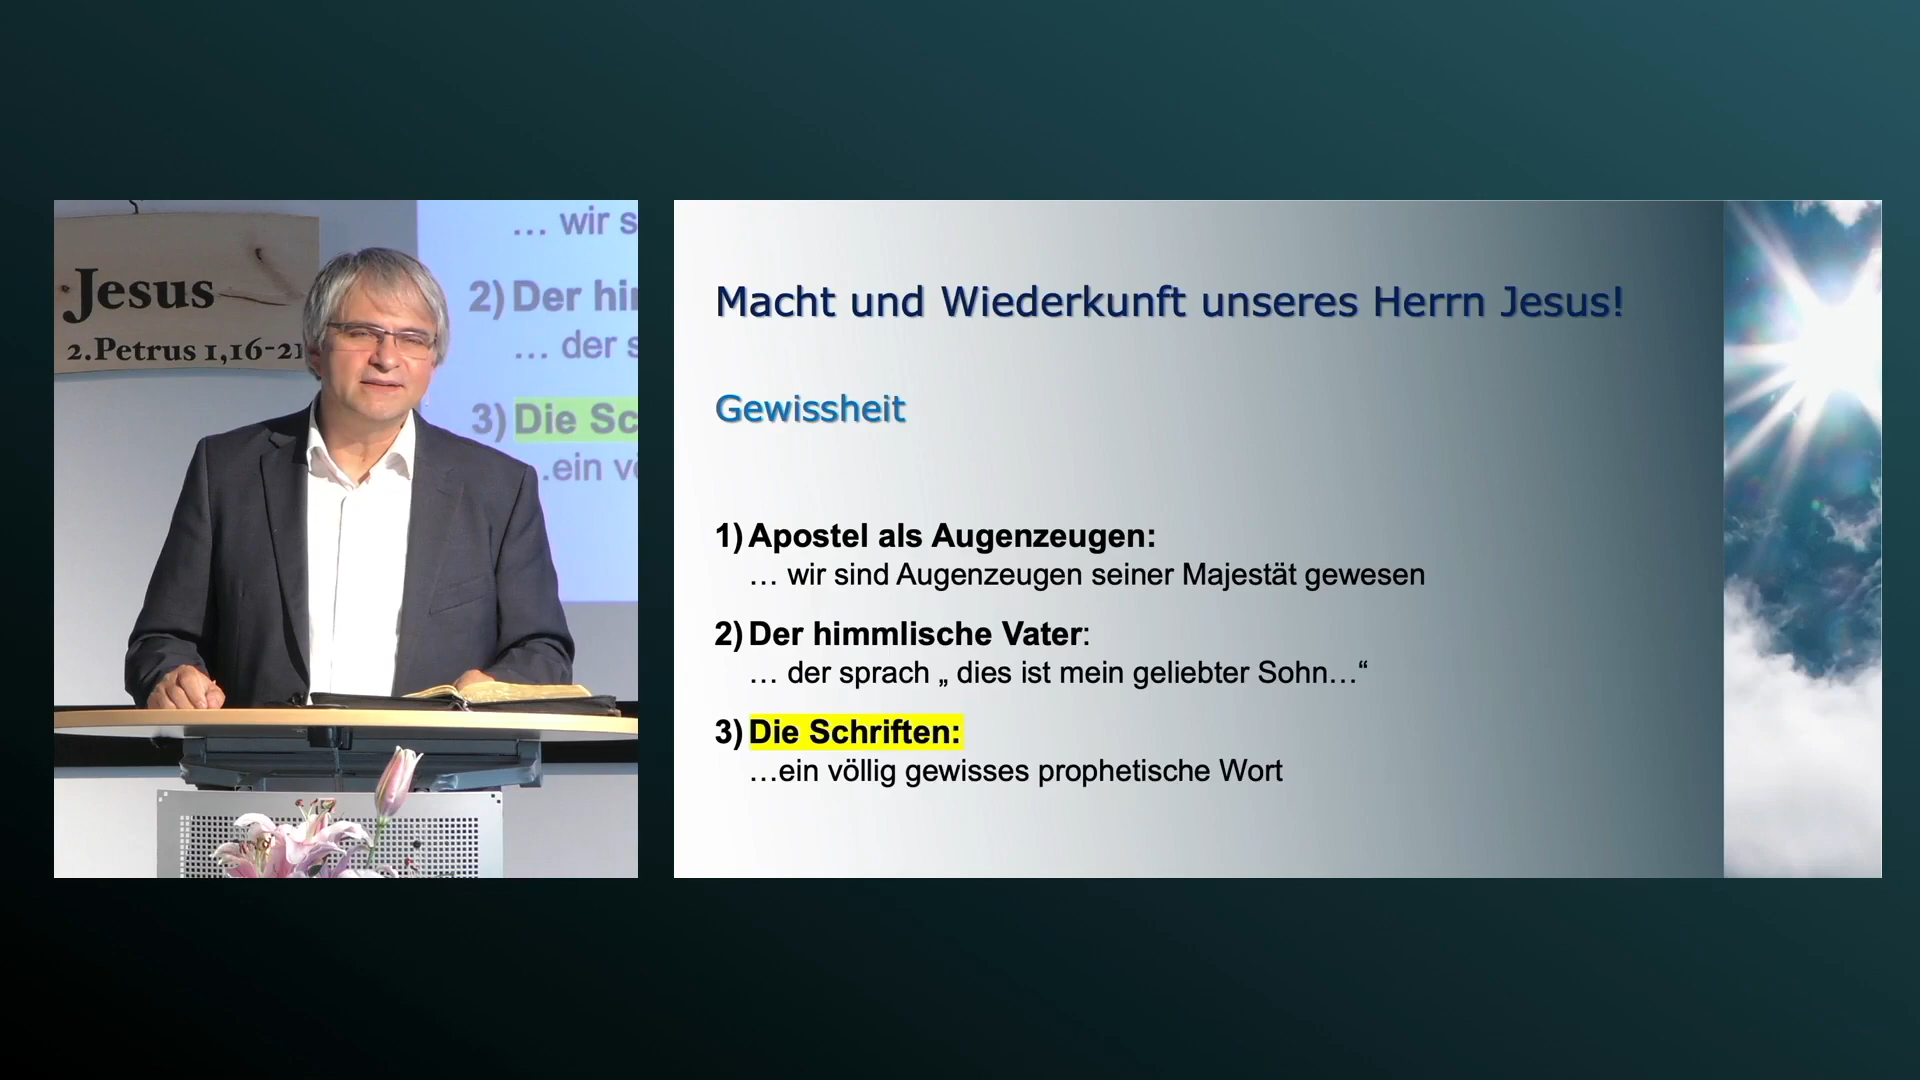 Jesus
2.Petrus 1,16-21
… wir s
2) Der hi
… der s
3) Die Sc
..ein vö
Macht und Wiederkunft unseres Herrn Jesus!
Gewissheit
1) Apostel als Augenzeugen:
… wir sind Augenzeugen seiner Majestät gewesen
2) Der himmlische Vater:
… der sprach „ dies ist mein geliebter Sohn…“
3) Die Schriften:
…ein völlig gewisses prophetische Wort